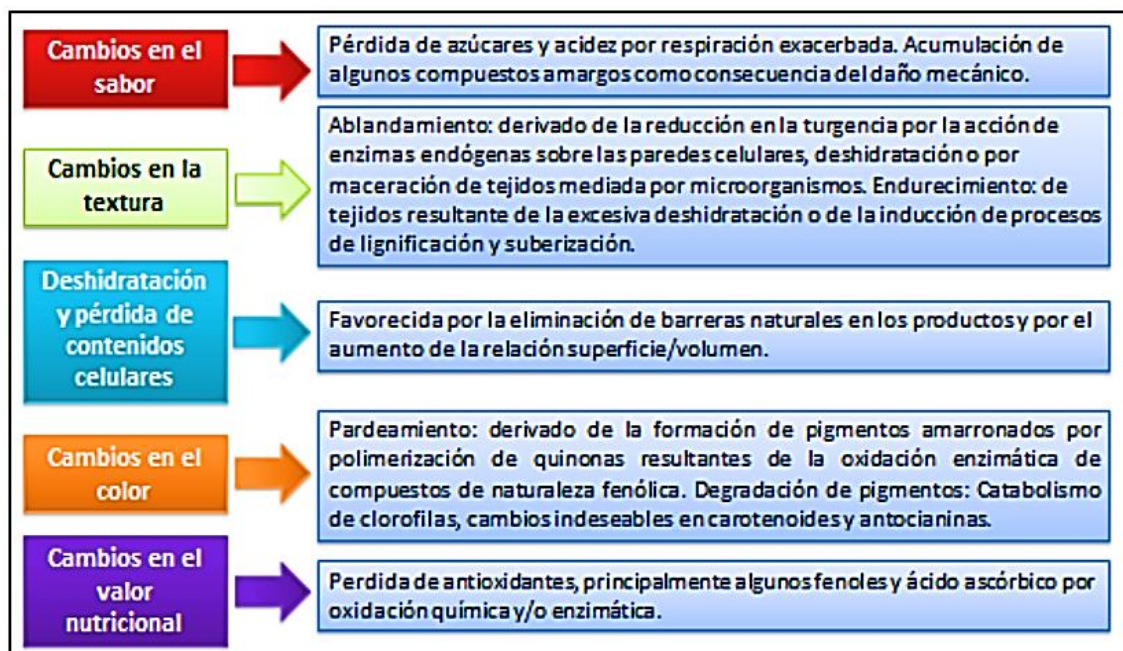 Cambios en el
sabor
Pérdida de azúcares y acidez por respiración exacerbada. Acumulación de
algunos compuestos amargos como consecuencia del daño mecánico.
Cambios en la
textura
Ablandamiento: derivado de la reducción en la turgencia por la acción de
enzimas endógenas sobre las paredes celulares, deshidratación o por
maceración de tejidos mediada por microorganismos. Endurecimiento: de
tejidos resultante de la excesiva deshidratación o de la inducción de procesos
de lignificación y suberización.
Deshidratación
y pérdida de
contenidos
celulares
Favorecida por la eliminación de barreras naturales en los productos y por el
aumento de la relación superficie/volumen.
Cambios en el
color
Pardeamiento: derivado de la formación de pigmentos amarronados por
polimerización de quinonas resultantes de la oxidación enzimática de
compuestos de naturaleza fenólica. Degradación de pigmentos: Catabolismo
de clorofilas, cambios indeseables en carotenoides y antocianinas.
Cambios en el
valor
nutricional
Perdida de antioxidantes, principalmente algunos fenoles y ácido ascórbico por
oxidación química y/o enzimática.